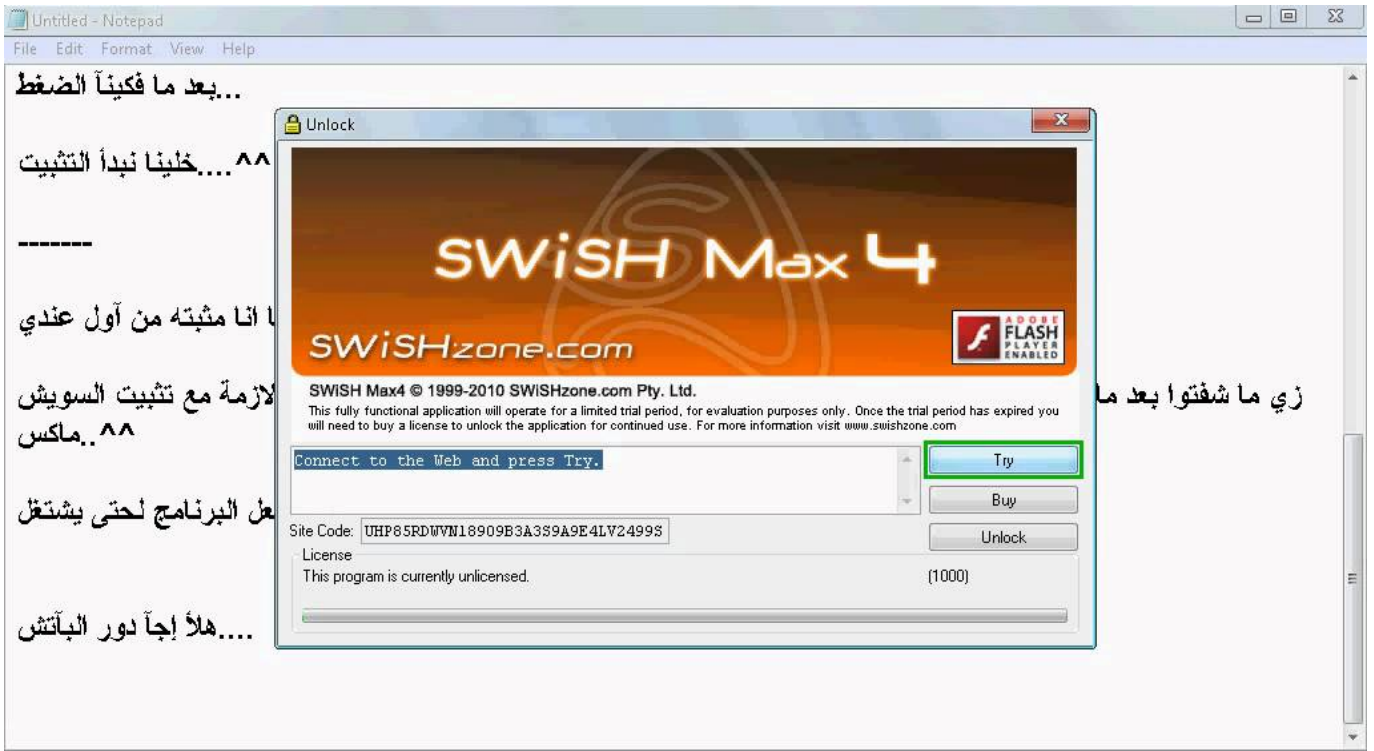 Untitled - Notepad
File Edit Format View Help
بعد ما فكينآ الضغط...
خلينا نبدأ التثبيت....^^
-------
انا مثبته من آول عندي
زي ما شفتوا بعد ما
لازمة مع تثبيت السويش
ماكس..^^
البرنامج لحتى يشتغل
هلأ إجآ دور البآتش....
Unlock
SWiSH Max 4
SWiSHzone.com
ADOBE
FLASH
PLAYER
ENABLED
SWiSH Max4 © 1999-2010 SWiSHzone.com Pty. Ltd.
This fully functional application will operate for a limited trial period, for evaluation purposes only. Once the trial period has expired you
will need to buy a license to unlock the application for continued use. For more information visit www.swishzone.com
Connect to the Web and press Try.
Try
Buy
Unlock
Site Code: UHP85RDWVN18909B3A3S9A9E4LV2499S
License
This program is currently unlicensed. (1000)